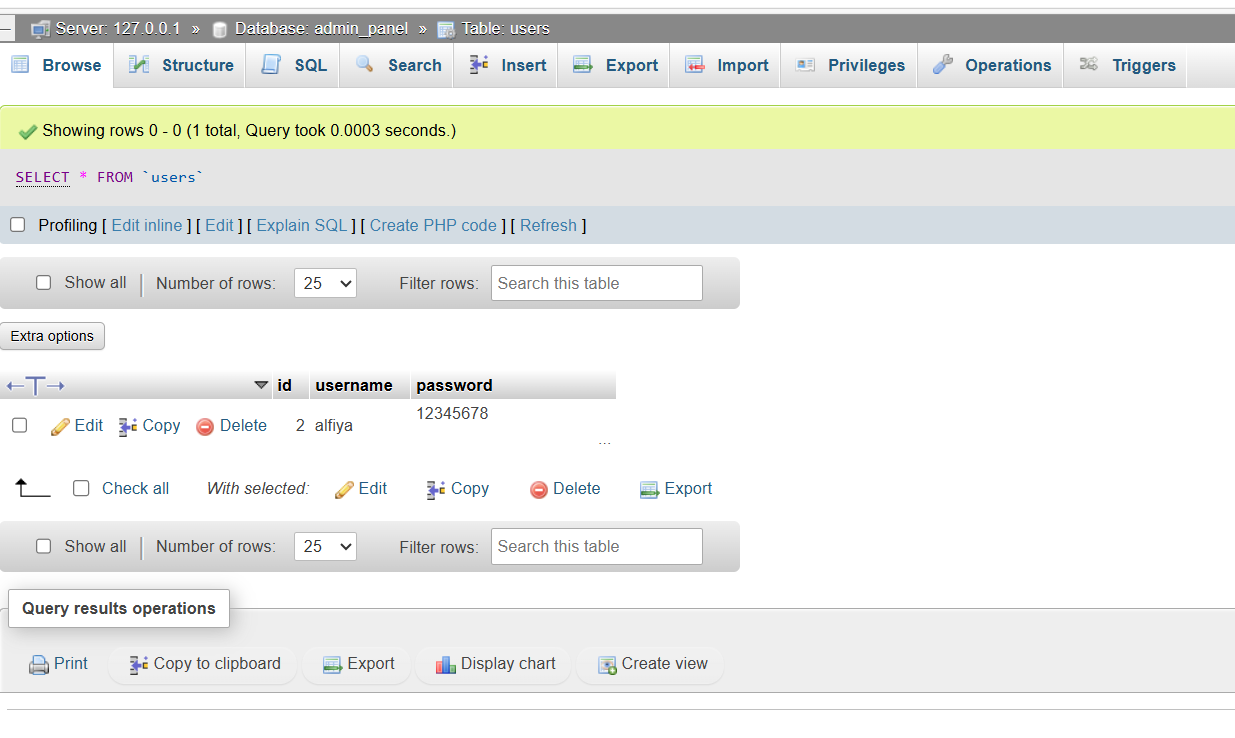 Server: 127.0.0.1 » Database: admin_panel » Table: users
Browse Structure SQL Search Insert Export Import Privileges Operations Triggers
Showing rows 0 - 0 (1 total, Query took 0.0003 seconds.)
SELECT * FROM `users`
Profiling [ Edit inline ] [ Edit ] [ Explain SQL ] [ Create PHP code ] [ Refresh ]
Show all | Number of rows: 25 Filter rows: Search this table
Extra options
←T→ id username password
Edit Copy Delete 2 alfiya 12345678
...
Check all With selected: Edit Copy Delete Export
Show all | Number of rows: 25 Filter rows: Search this table
Query results operations
Print Copy to clipboard Export Display chart Create view